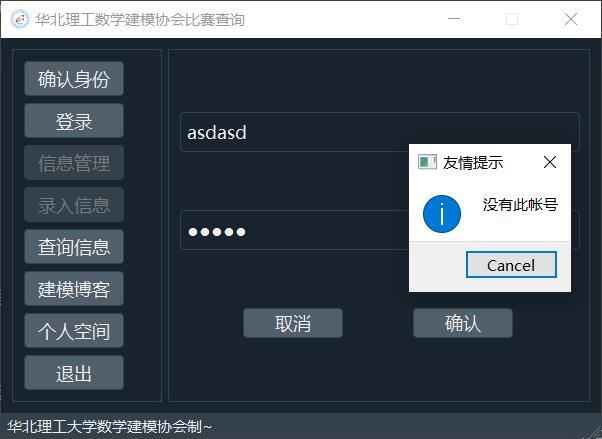 华北理工数学建模协会比赛查询
确认身份
登录
信息管理
录入信息
查询信息
建模博客
个人空间
退出
asdasd
●●●●●
取消
确认
友情提示
没有此帐号
Cancel
华北理工大学数学建模协会制~